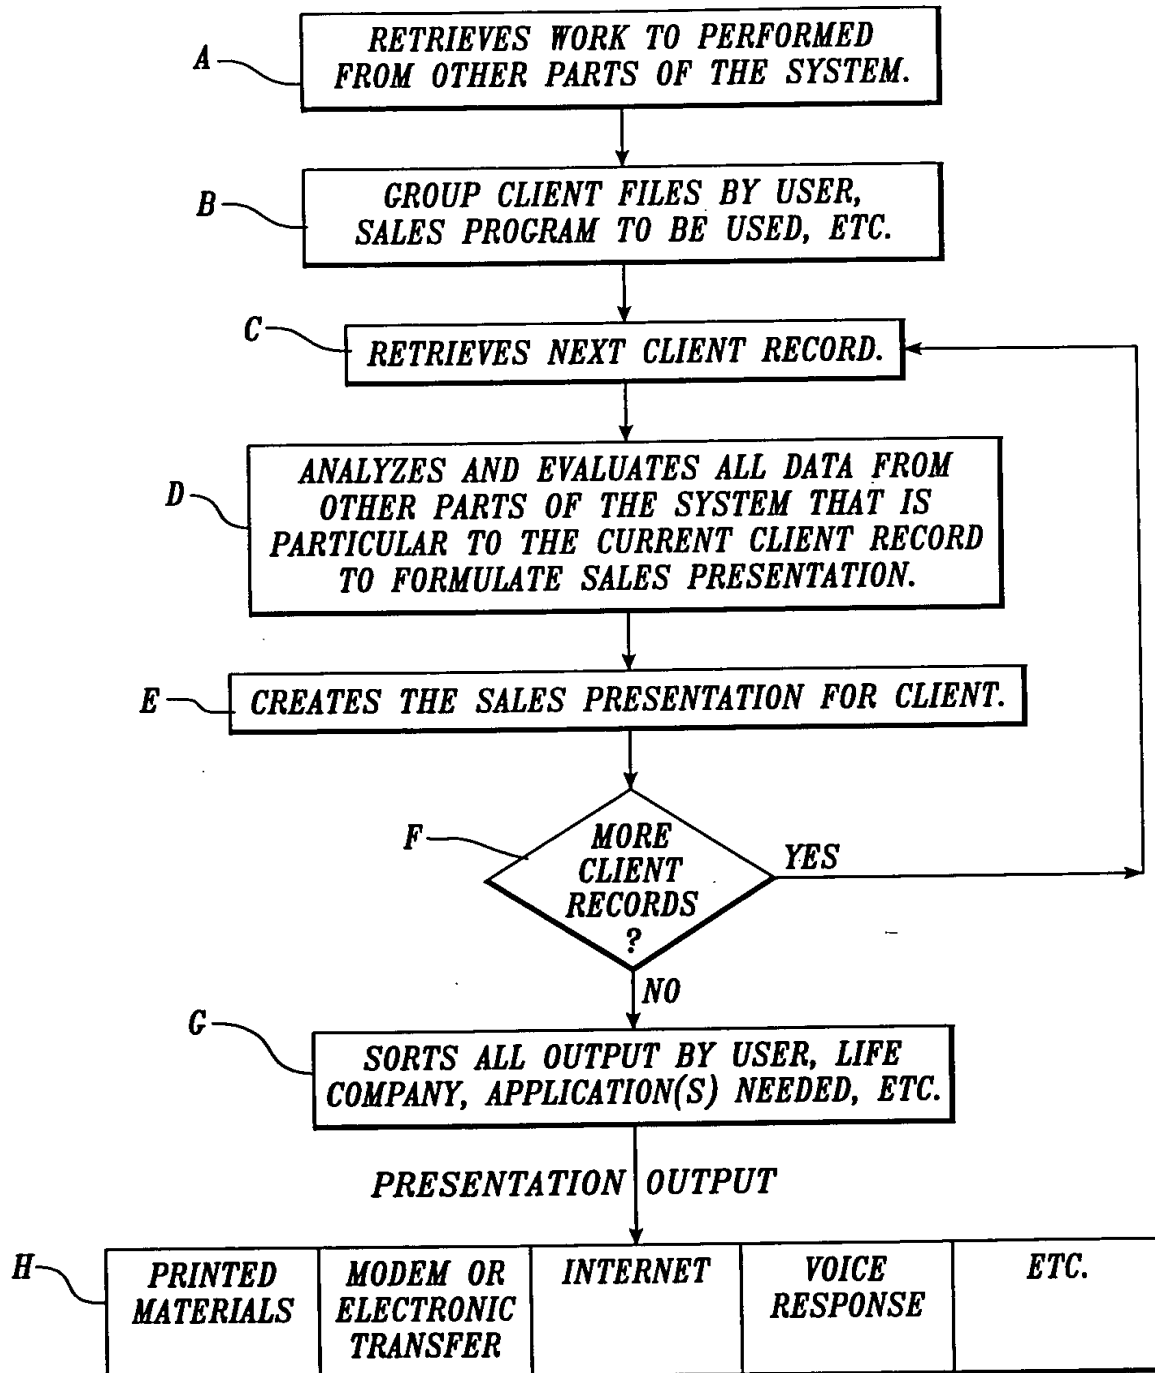 A
RETRIEVES WORK TO PERFORMED
FROM OTHER PARTS OF THE SYSTEM.
B
GROUP CLIENT FILES BY USER,
SALES PROGRAM TO BE USED, ETC.
C
RETRIEVES NEXT CLIENT RECORD.
D
ANALYZES AND EVALUATES ALL DATA FROM
OTHER PARTS OF THE SYSTEM THAT IS
PARTICULAR TO THE CURRENT CLIENT RECORD
TO FORMULATE SALES PRESENTATION.
E
CREATES THE SALES PRESENTATION FOR CLIENT.
F
MORE
CLIENT
RECORDS
?
YES
NO
G
SORTS ALL OUTPUT BY USER, LIFE
COMPANY, APPLICATION(S) NEEDED, ETC.
PRESENTATION OUTPUT
H
PRINTED
MATERIALS
MODEM OR
ELECTRONIC
TRANSFER
INTERNET
VOICE
RESPONSE
ETC.